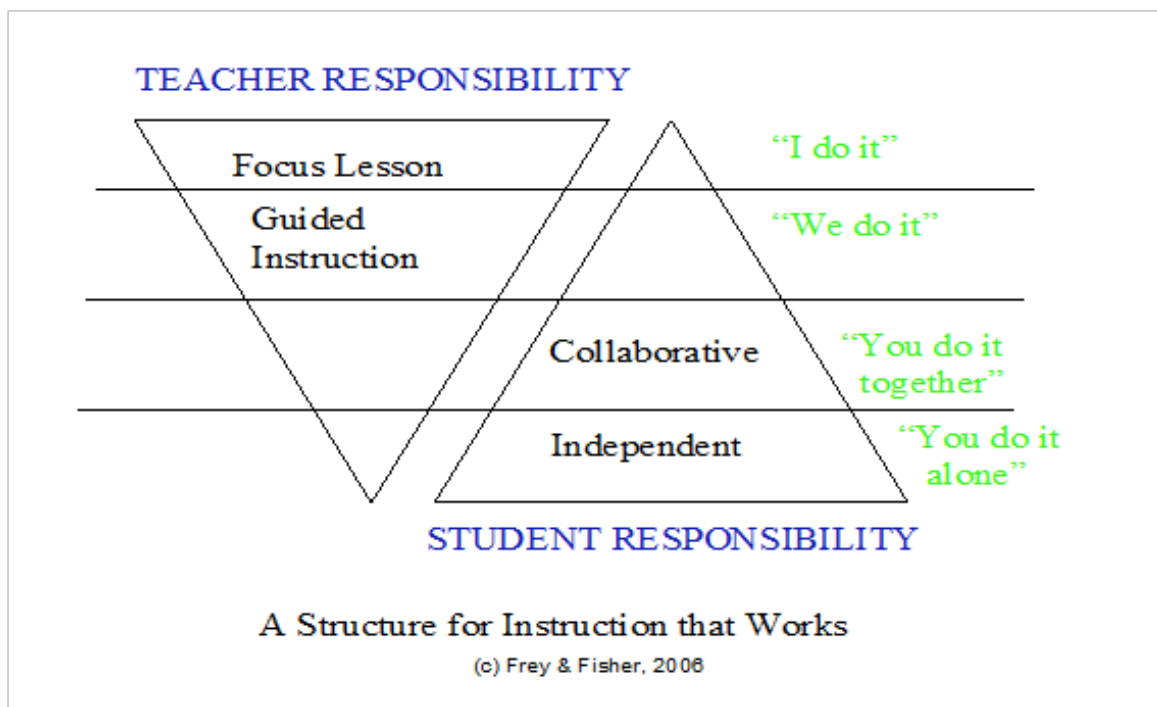 TEACHER RESPONSIBILITY
Focus Lesson
“I do it”
Guided
Instruction
“We do it”
Collaborative
“You do it
together”
Independent
“You do it
alone”
STUDENT RESPONSIBILITY
A Structure for Instruction that Works
(c) Frey & Fisher, 2006